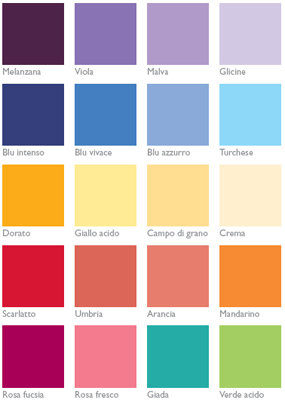 Melanzana Viola Malva Glicine
Blu intenso Blu vivace Blu azzurro Turchese
Dorato Giallo acido Campo di grano Crema
Scarlatto Umbria Arancia Mandarino
Rosa fucsia Rosa fresco Giada Verde acido